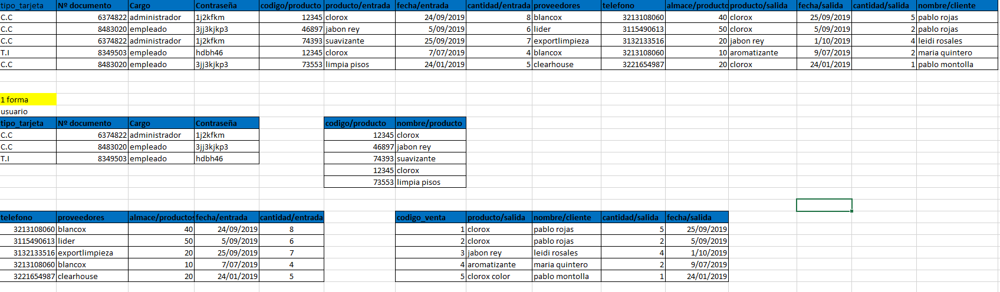 tipo_tarjeta Nº documento Cargo Contraseña codigo/producto producto/entrada fecha/entrada cantidad/entrada proveedores telefono almace/producto producto/salida fecha/salida cantidad/salida nombre/cliente
C.C 6374822 administrador 1j2kfkm 12345 clorox 24/09/2019 8 blancox 3213108060 40 clorox 25/09/2019 5 pablo rojas
C.C 8483020 empleado 3jj3kjkp3 46897 jabon rey 5/09/2019 6 lider 3115490613 50 clorox 5/09/2019 2 pablo rojas
C.C 6374822 administrador 1j2kfkm 74393 suavizante 25/09/2019 7 exportlimpieza 3132133516 20 jabon rey 1/10/2019 4 leidi rosales
T.I 8349503 empleado hdbh46 12345 clorox 7/07/2019 4 blancox 3213108060 10 aromatizante 9/07/2019 2 maria quintero
C.C 8483020 empleado 3jj3kjkp3 73553 limpia pisos 24/01/2019 5 clearhouse 3221654987 20 clorox 24/01/2019 1 pablo montolla
1 forma
usuario
tipo_tarjeta Nº documento Cargo Contraseña codigo/producto nombre/producto
C.C 6374822 administrador 1j2kfkm 12345 clorox
C.C 8483020 empleado 3jj3kjkp3 46897 jabon rey
T.I 8349503 empleado hdbh46 74393 suavizante
12345 clorox
73553 limpia pisos
telefono proveedores almace/productos fecha/entrada cantidad/entrada codigo_venta producto/salida nombre/cliente cantidad/salida fecha/salida
3213108060 blancox 40 24/09/2019 8 1 clorox pablo rojas 5 25/09/2019
3115490613 lider 50 5/09/2019 6 2 clorox pablo rojas 2 5/09/2019
3132133516 exportlimpieza 20 25/09/2019 7 3 jabon rey leidi rosales 4 1/10/2019
3213108060 blancox 10 7/07/2019 4 4 aromatizante maria quintero 2 9/07/2019
3221654987 clearhouse 20 24/01/2019 5 5 clorox color pablo montolla 1 24/01/2019